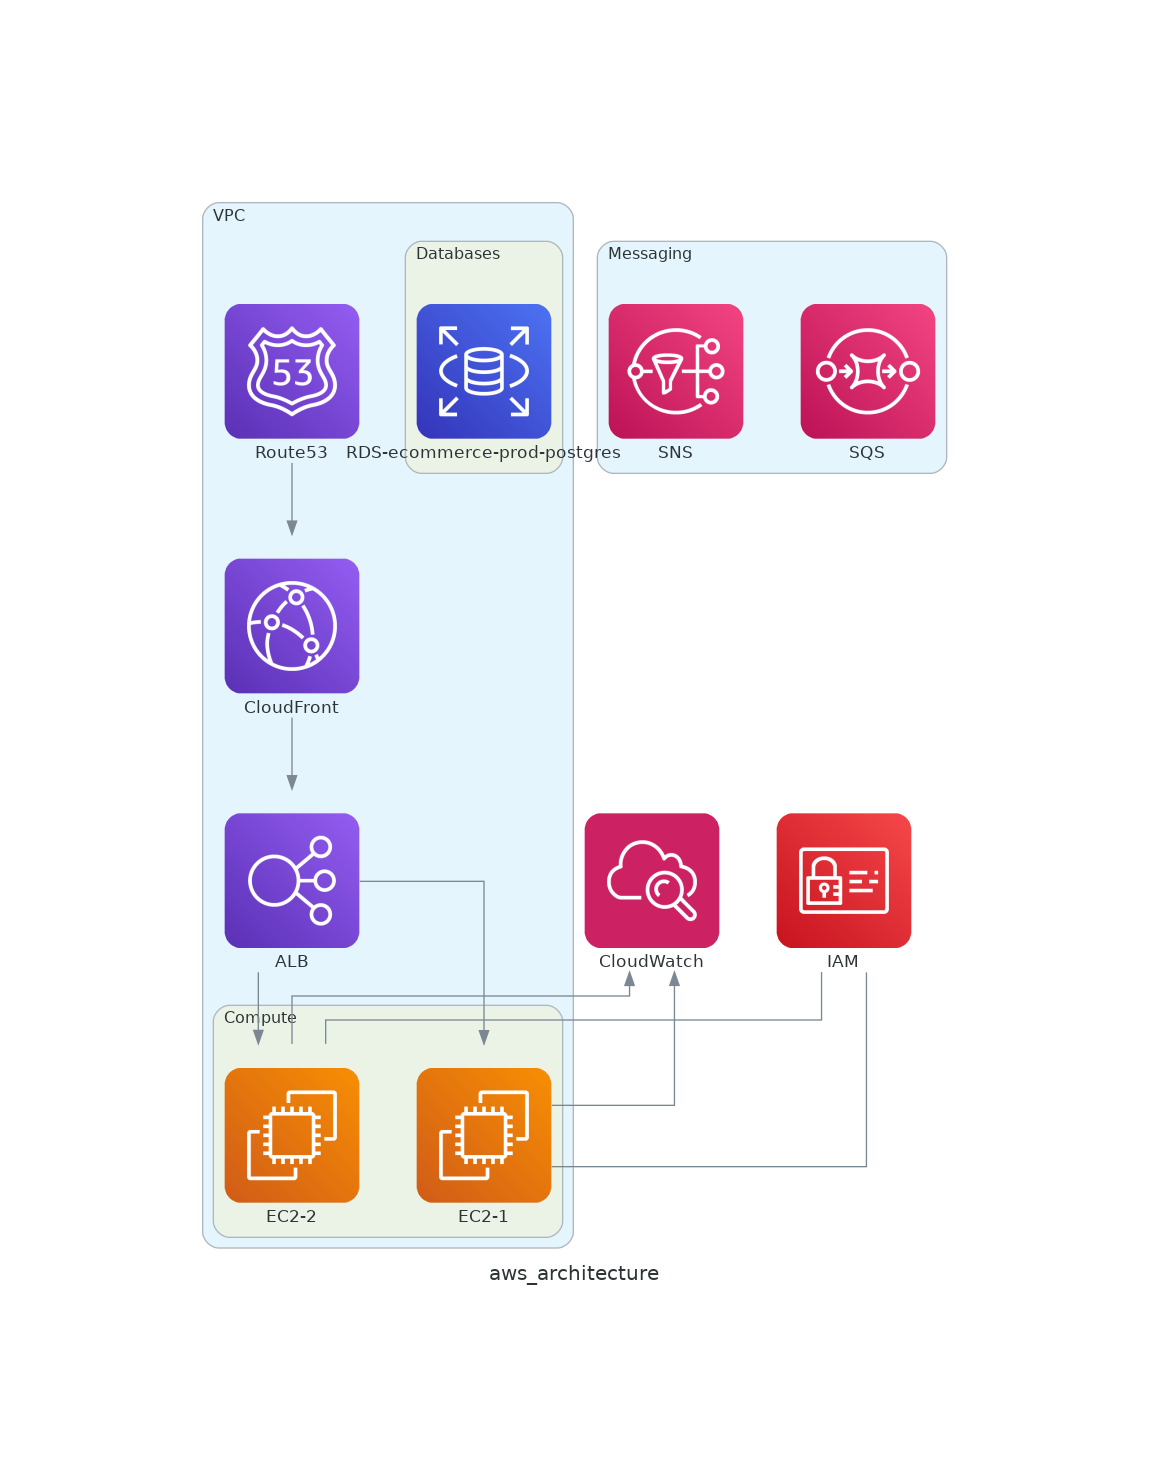 VPC
Databases
Messaging
53
Route53
RDS-ecommerce-prod-postgres
SNS
SQS
CloudFront
ALB
CloudWatch
IAM
Compute
EC2-2
EC2-1
aws_architecture